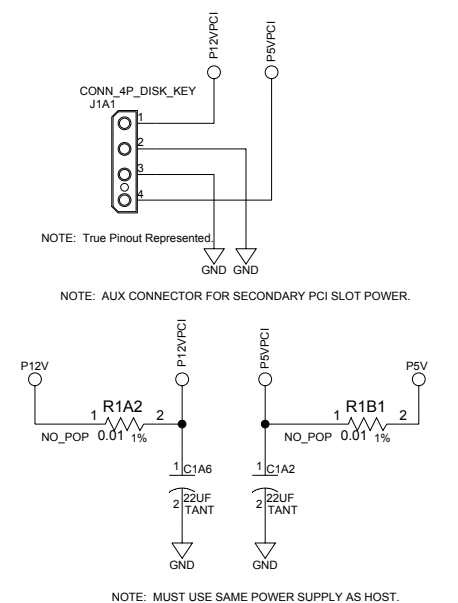 P12VPCI
P5VPCI
CONN_4P_DISK_KEY
J1A1
1
2
3
4
NOTE: True Pinout Represented.
GND GND
NOTE: AUX CONNECTOR FOR SECONDARY PCI SLOT POWER.
P12VPCI
P5VPCI
P12V
P5V
R1A2
1 2
NO_POP 0.01 1%
R1B1
1 2
NO_POP 0.01 1%
1 C1A6
2 22UF
TANT
1 C1A2
2 22UF
TANT
GND
GND
NOTE: MUST USE SAME POWER SUPPLY AS HOST.